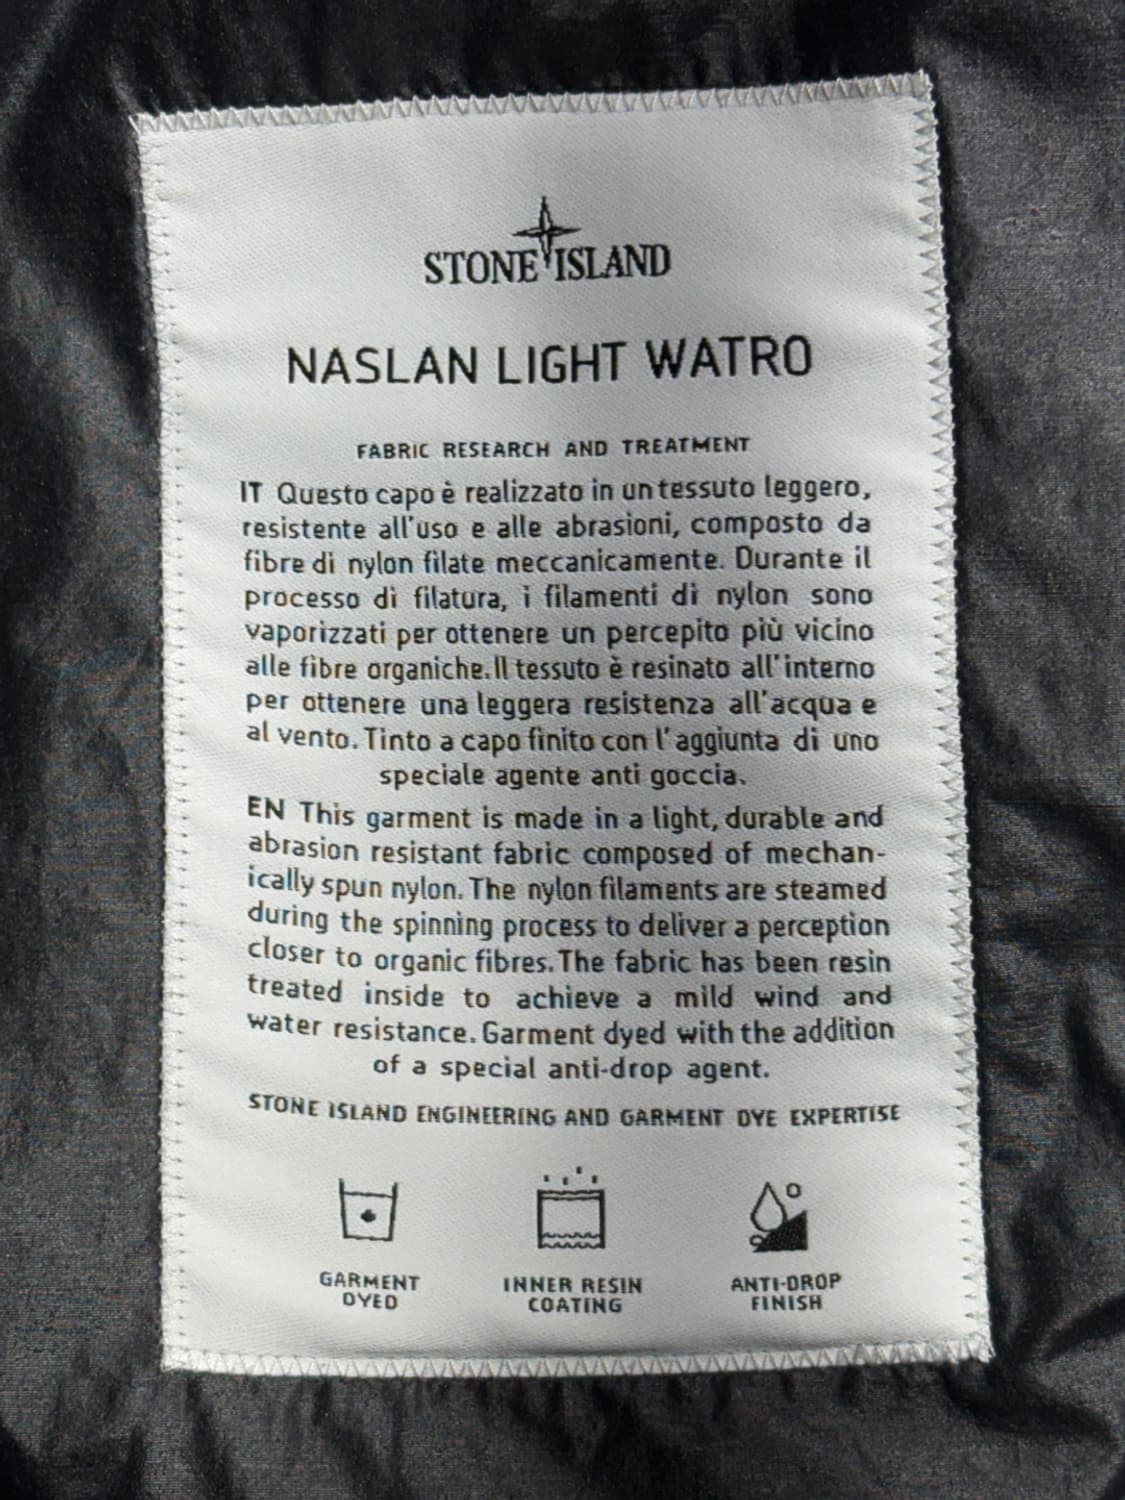 STONE ISLAND
NASLAN LIGHT WATRO
FABRIC RESEARCH AND TREATMENT
IT Questo capo è realizzato in un tessuto leggero,
resistente all'uso e alle abrasioni, composto da
fibre di nylon filate meccanicamente. Durante il
processo di filatura, i filamenti di nylon sono
vaporizzati per ottenere un percepito più vicino
alle fibre organiche. Il tessuto è resinato all'interno
per ottenere una leggera resistenza all'acqua e
al vento. Tinto a capo finito con l'aggiunta di uno
speciale agente anti goccia.
EN This garment is made in a light, durable and
abrasion resistant fabric composed of mechan-
ically spun nylon. The nylon filaments are steamed
during the spinning process to deliver a perception
closer to organic fibres. The fabric has been resin
treated inside to achieve a mild wind and
water resistance. Garment dyed with the addition
of a special anti-drop agent.
STONE ISLAND ENGINEERING AND GARMENT DYE EXPERTISE
GARMENT
DYED
INNER RESIN
COATING
ANTI-DROP
FINISH